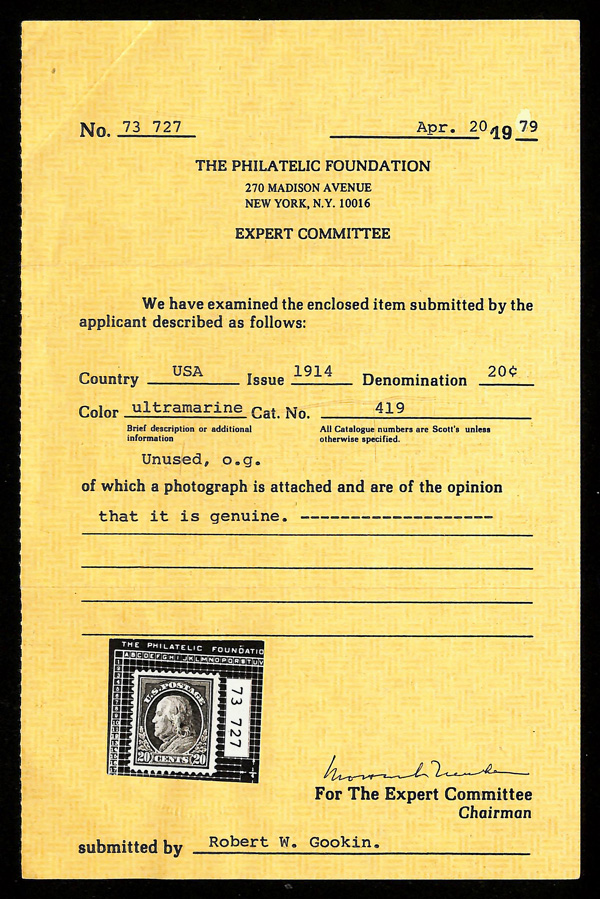 No. 73 727 Apr. 20 19 79
THE PHILATELIC FOUNDATION
270 MADISON AVENUE
NEW YORK, N.Y. 10016
EXPERT COMMITTEE
We have examined the enclosed item submitted by the
applicant described as follows:
Country USA Issue 1914 Denomination 20¢
Color ultramarine Cat. No. 419
Brief description or additional
information
All Catalogue numbers are Scott's unless
otherwise specified.
Unused, o.g.
of which a photograph is attached and are of the opinion
that it is genuine. -------------------
THE PHILATELIC FOUNDATIO
ABCDEFGHIJKLMNOPQRSTUV
U.S. POSTAGE
20 CENTS 20
73 727
For The Expert Committee
Chairman
submitted by Robert W. Gookin.